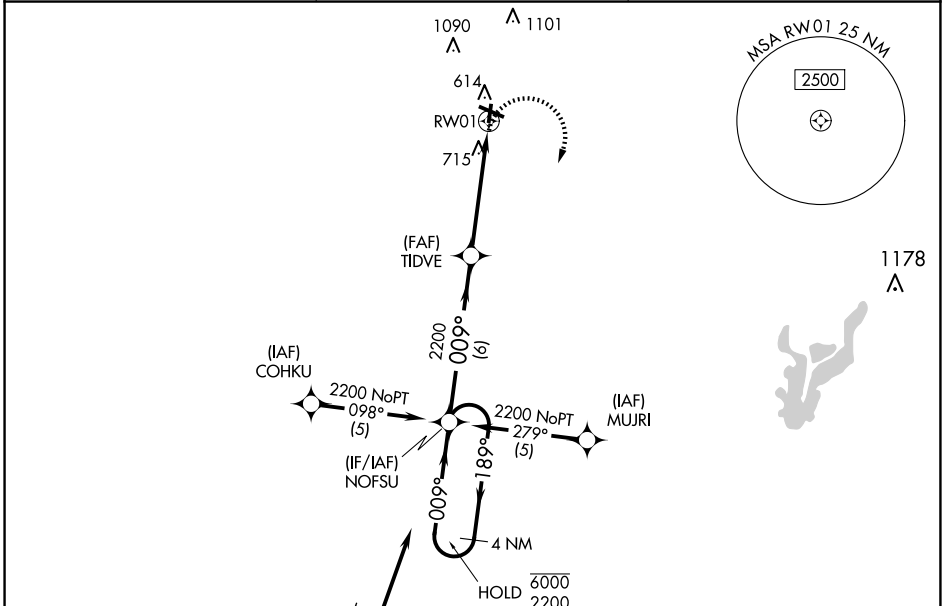 1090
1101
MSA RW01 25 NM
2500
614
RW01
715
(FAF)
TIDVE
1178
2200
009°
(6)
(IAF)
COHKU
2200 NoPT
098°
(5)
2200 NoPT
279°
(5)
(IAF)
MUJRI
(IF/IAF)
NOFSU
009°
189°
4 NM
HOLD
6000
2200